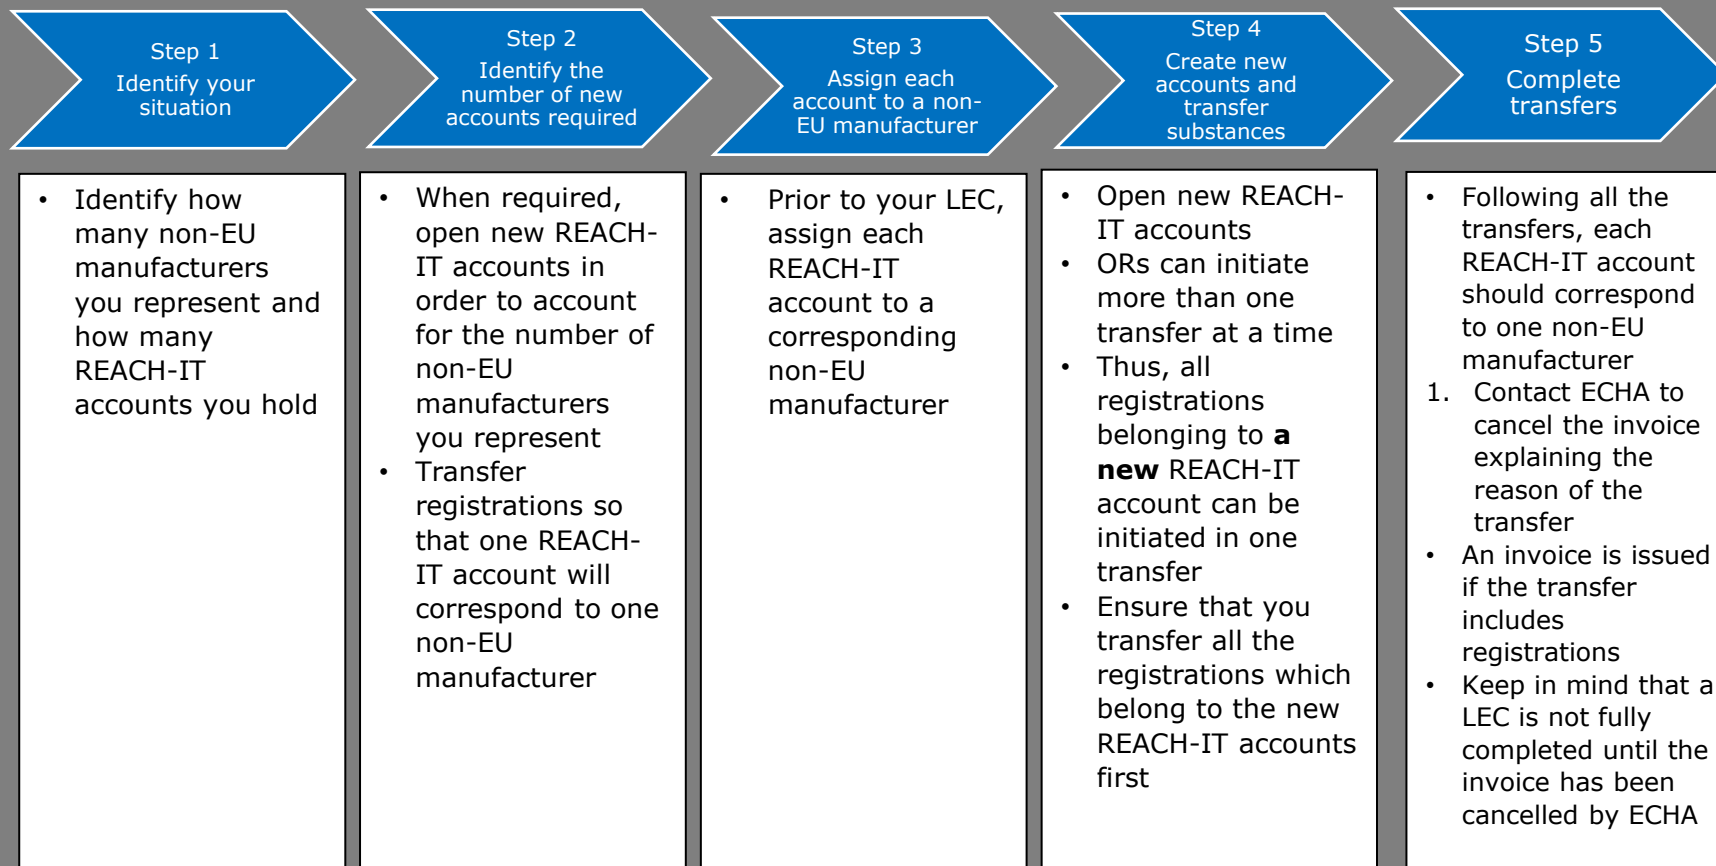 Step 1
Identify your
situation
Step 2
Identify the
number of new
accounts required
Step 3
Assign each
account to a non-
EU manufacturer
Step 4
Create new
accounts and
transfer
substances
Step 5
Complete
transfers
• Identify how
many non-EU
manufacturers
you represent and
how many
REACH-IT
accounts you hold
• When required,
open new REACH-
IT accounts in
order to account
for the number of
non-EU
manufacturers
you represent
• Transfer
registrations so
that one REACH-
IT account will
correspond to one
non-EU
manufacturer
• Prior to your LEC,
assign each
REACH-IT
account to a
corresponding
non-EU
manufacturer
• Open new REACH-
IT accounts
• ORs can initiate
more than one
transfer at a time
• Thus, all
registrations
belonging to a
new REACH-IT
account can be
initiated in one
transfer
• Ensure that you
transfer all the
registrations which
belong to the new
REACH-IT accounts
first
• Following all the
transfers, each
REACH-IT account
should correspond
to one non-EU
manufacturer
1. Contact ECHA to
cancel the invoice
explaining the
reason of the
transfer
• An invoice is issued
if the transfer
includes
registrations
• Keep in mind that a
LEC is not fully
completed until the
invoice has been
cancelled by ECHA